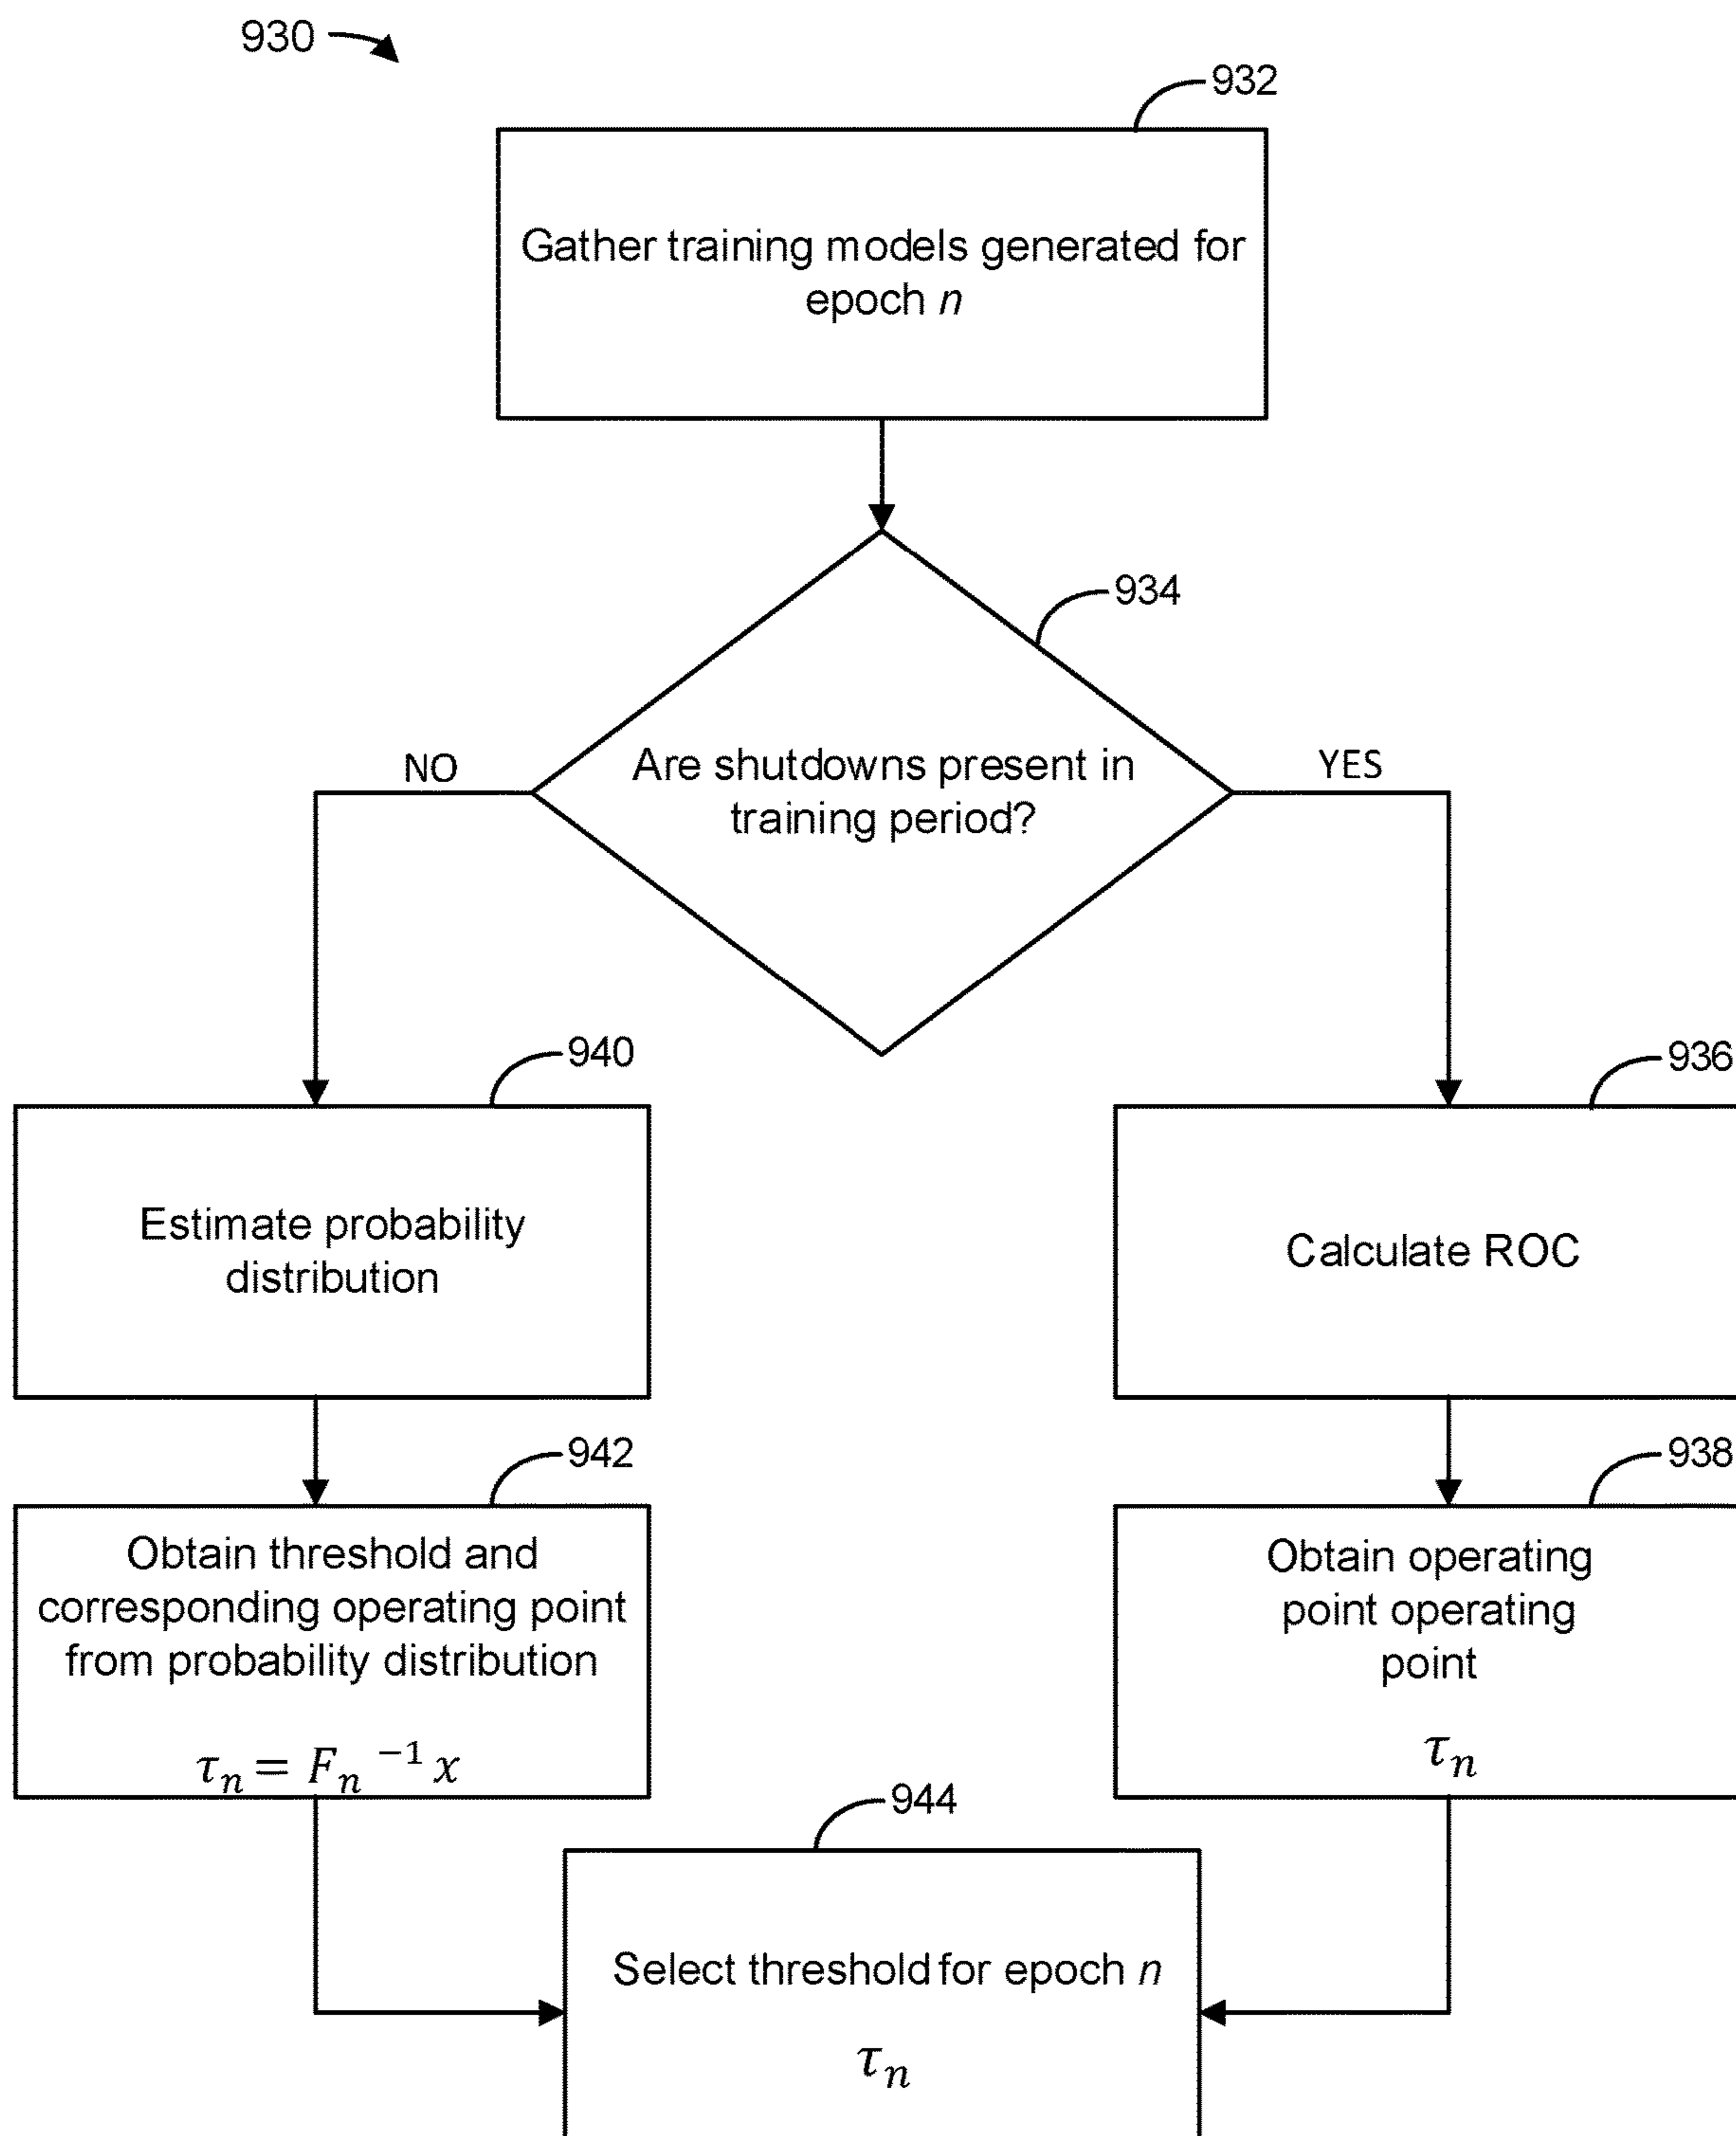 930
932
Gather training models generated for
epoch n
934
NO
Are shutdowns present in
training period?
YES
940
936
Estimate probability
distribution
Calculate ROC
942
938
Obtain threshold and
corresponding operating point
from probability distribution
τn = Fn ⁻¹ x
Obtain operating
point operating
point
τn
944
Select threshold for epoch n
τn